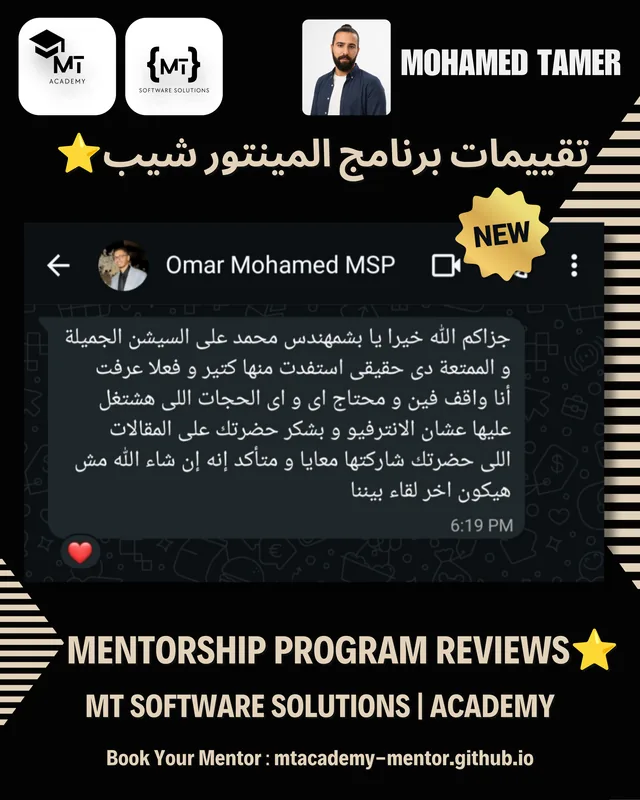 MT
ACADEMY
{MT}
SOFTWARE SOLUTIONS
MOHAMED TAMER
تقييمات برنامج المينتور شيب⭐
NEW
Omar Mohamed MSP
جزاكم الله خيرا يا بشمهندس محمد على السيشن الجميلة
و الممتعة دى حقيقى استفدت منها كتير و فعلا عرفت
أنا واقف فين و محتاج اى و اى الحجات اللى هشتغل
عليها عشان الانترفيو و بشكر حضرتك على المقالات
اللى حضرتك شاركتها معايا و متأكد إنه إن شاء الله مش
هيكون اخر لقاء بيننا
6:19 PM
❤️
MENTORSHIP PROGRAM REVIEWS⭐
MT SOFTWARE SOLUTIONS | ACADEMY
Book Your Mentor : mtacademy-mentor.github.io